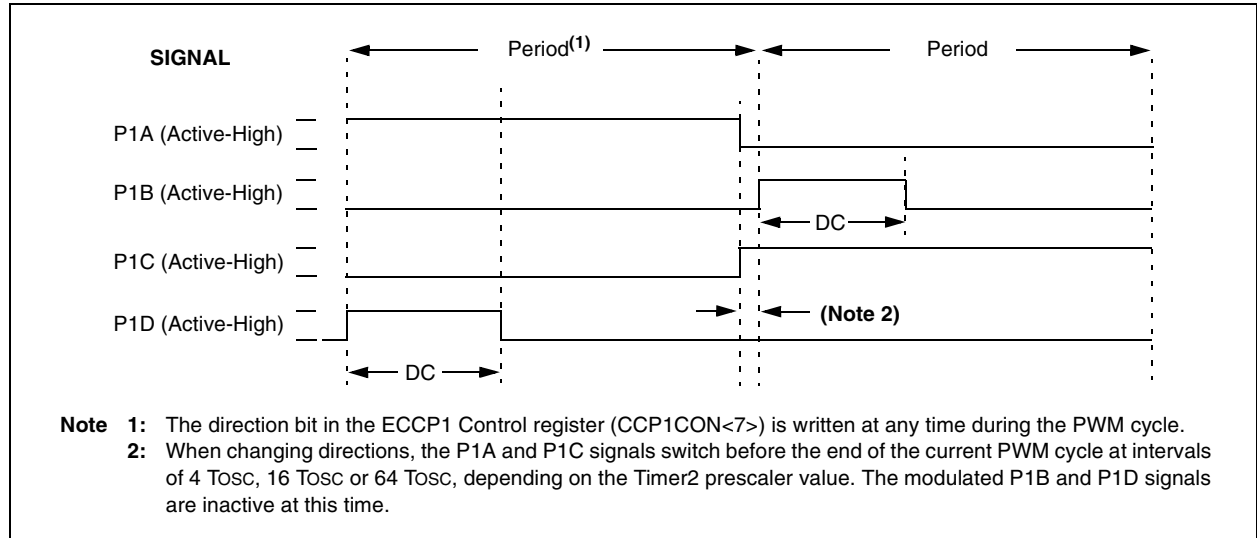 SIGNAL
Period(1)
Period
P1A (Active-High)
P1B (Active-High)
DC
P1C (Active-High)
P1D (Active-High)
(Note 2)
DC
Note 1: The direction bit in the ECCP1 Control register (CCP1CON<7>) is written at any time during the PWM cycle.
2: When changing directions, the P1A and P1C signals switch before the end of the current PWM cycle at intervals
of 4 TOSC, 16 TOSC or 64 TOSC, depending on the Timer2 prescaler value. The modulated P1B and P1D signals
are inactive at this time.